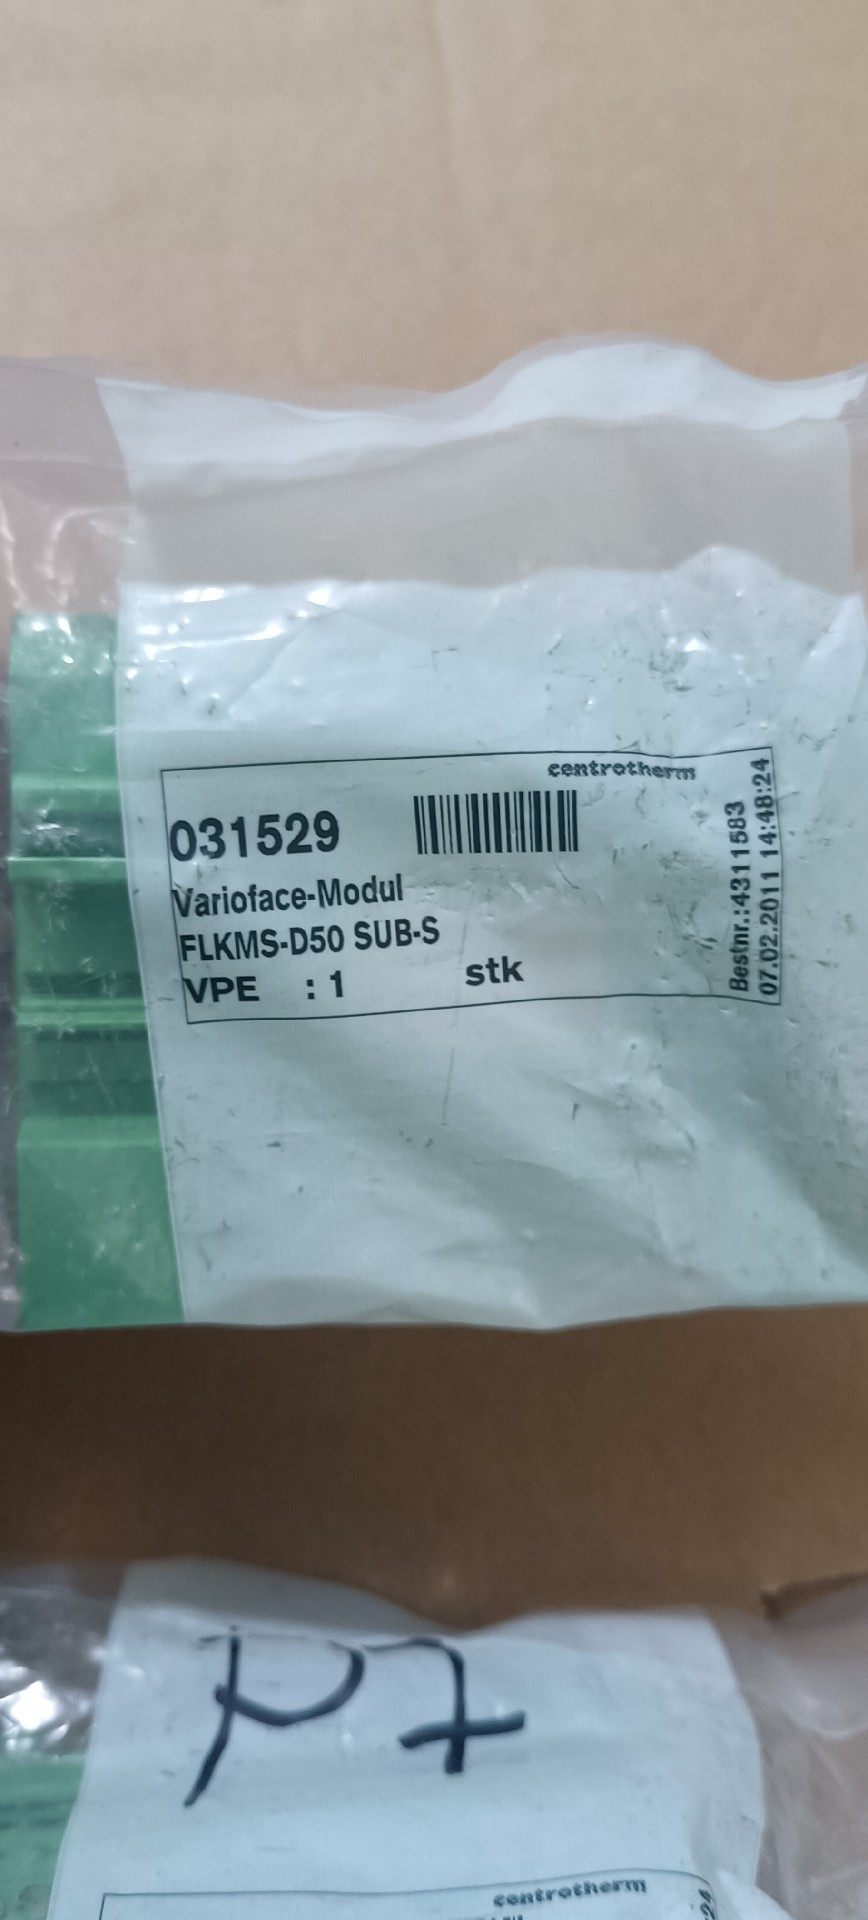 centrotherm
031529
Varioface-Modul
FLKMS-D50 SUB-S
VPE : 1 stk
Bestnr.:4311583
07.02.2011 14:48:24
centrotherm
24